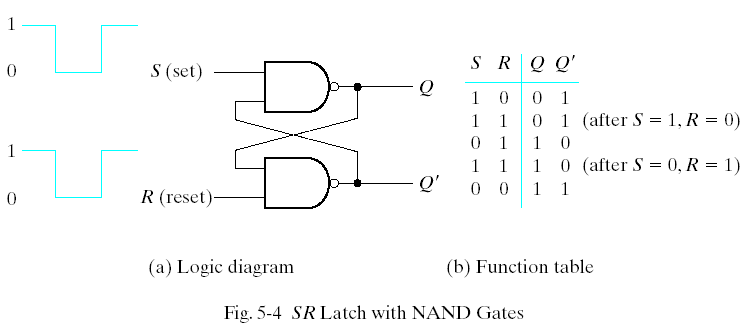 1
0
S (set)
Q
1
0
R (reset)
Q′
S R Q Q′
1 0 0 1
1 1 0 1 (after S = 1, R = 0)
0 1 1 0
1 1 1 0 (after S = 0, R = 1)
0 0 1 1
(a) Logic diagram
(b) Function table
Fig. 5-4 SR Latch with NAND Gates